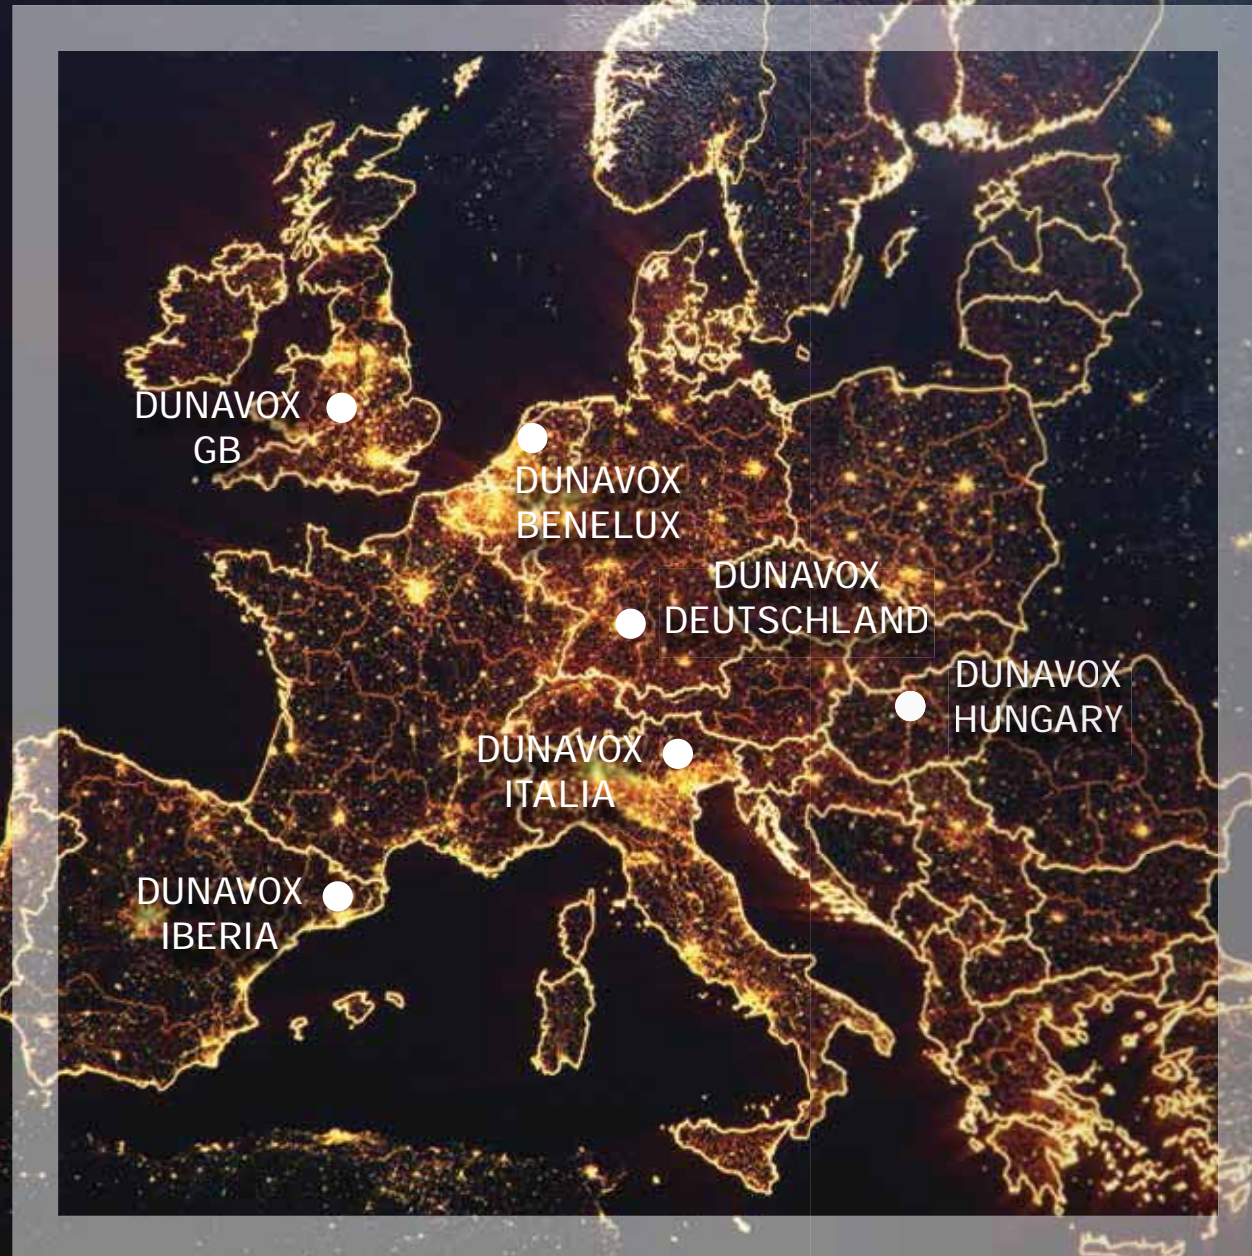 DUNAVOX
GB
DUNAVOX
BENELUX
DUNAVOX
DEUTSCHLAND
DUNAVOX
HUNGARY
DUNAVOX
ITALIA
DUNAVOX
IBERIA